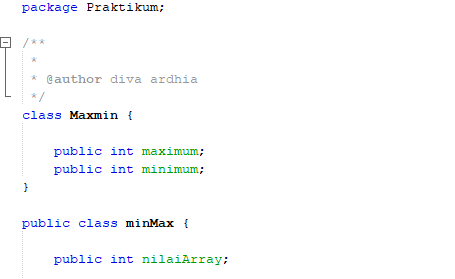 package Praktikum;
/**
*
* @author diva ardhia
*/
class Maxmin {
public int maximum;
public int minimum;
}
public class minMax {
public int nilaiArray;